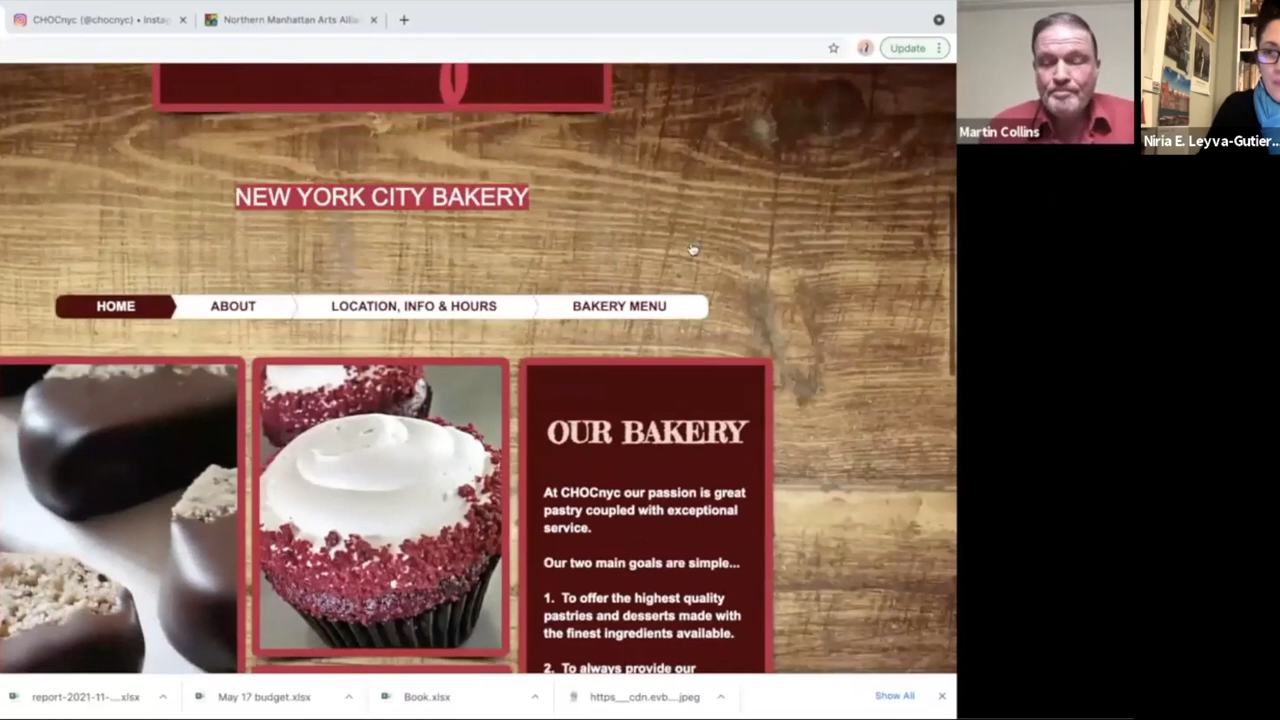 CHOCnyc (@chocnyc) • Instag
Northern Manhattan Arts Allia
Update
Martin Collins
Niria E. Leyva-Gutier...
NEW YORK CITY BAKERY
HOME
ABOUT
LOCATION, INFO & HOURS
BAKERY MENU
OUR BAKERY
At CHOCnyc our passion is great
pastry coupled with exceptional
service.
Our two main goals are simple...
1. To offer the highest quality
pastries and desserts made with
the finest ingredients available.
2. To always provide our
report-2021-11-....xlsx
May 17 budget.xlsx
Book.xlsx
https__cdn.evb....jpeg
Show All